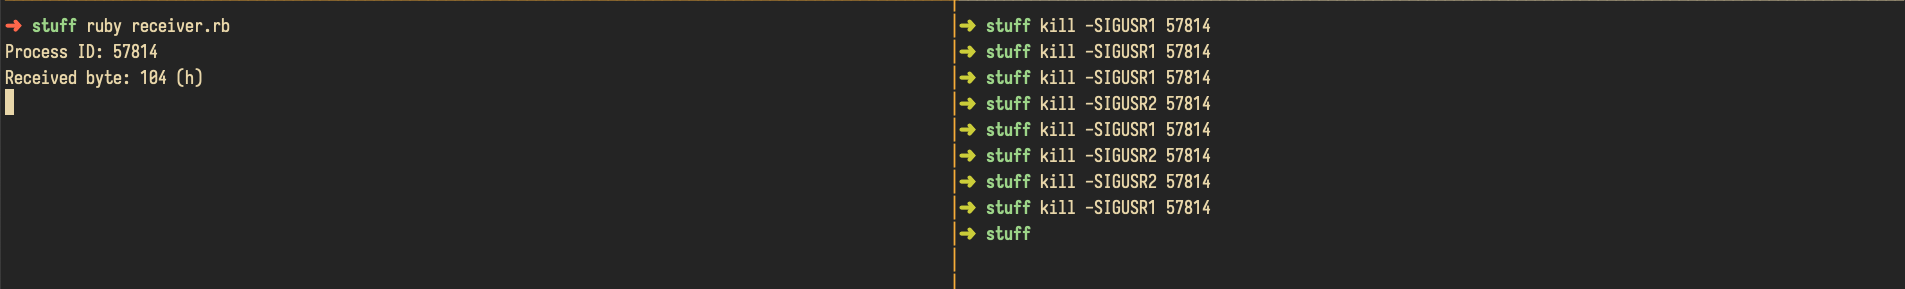 ➜ stuff ruby receiver.rb
Process ID: 57814
Received byte: 104 (h)
➜ stuff kill -SIGUSR1 57814
➜ stuff kill -SIGUSR1 57814
➜ stuff kill -SIGUSR1 57814
➜ stuff kill -SIGUSR2 57814
➜ stuff kill -SIGUSR1 57814
➜ stuff kill -SIGUSR2 57814
➜ stuff kill -SIGUSR2 57814
➜ stuff kill -SIGUSR1 57814
➜ stuff